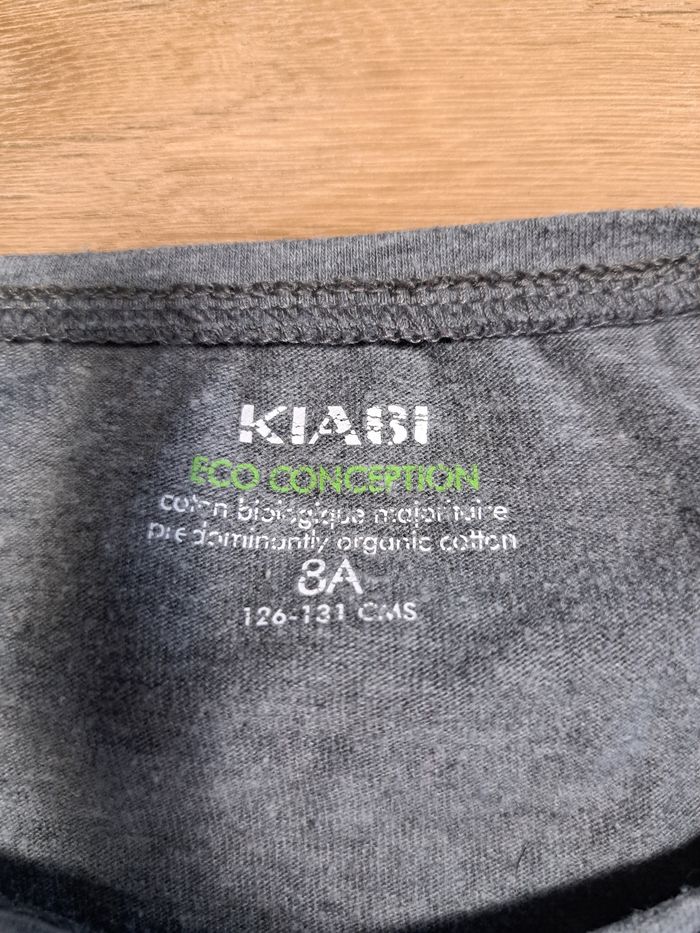 KIABI
ECO CONCEPTION
coton biologique majoritaire
predominantly organic cotton
8A
126-131 CMS